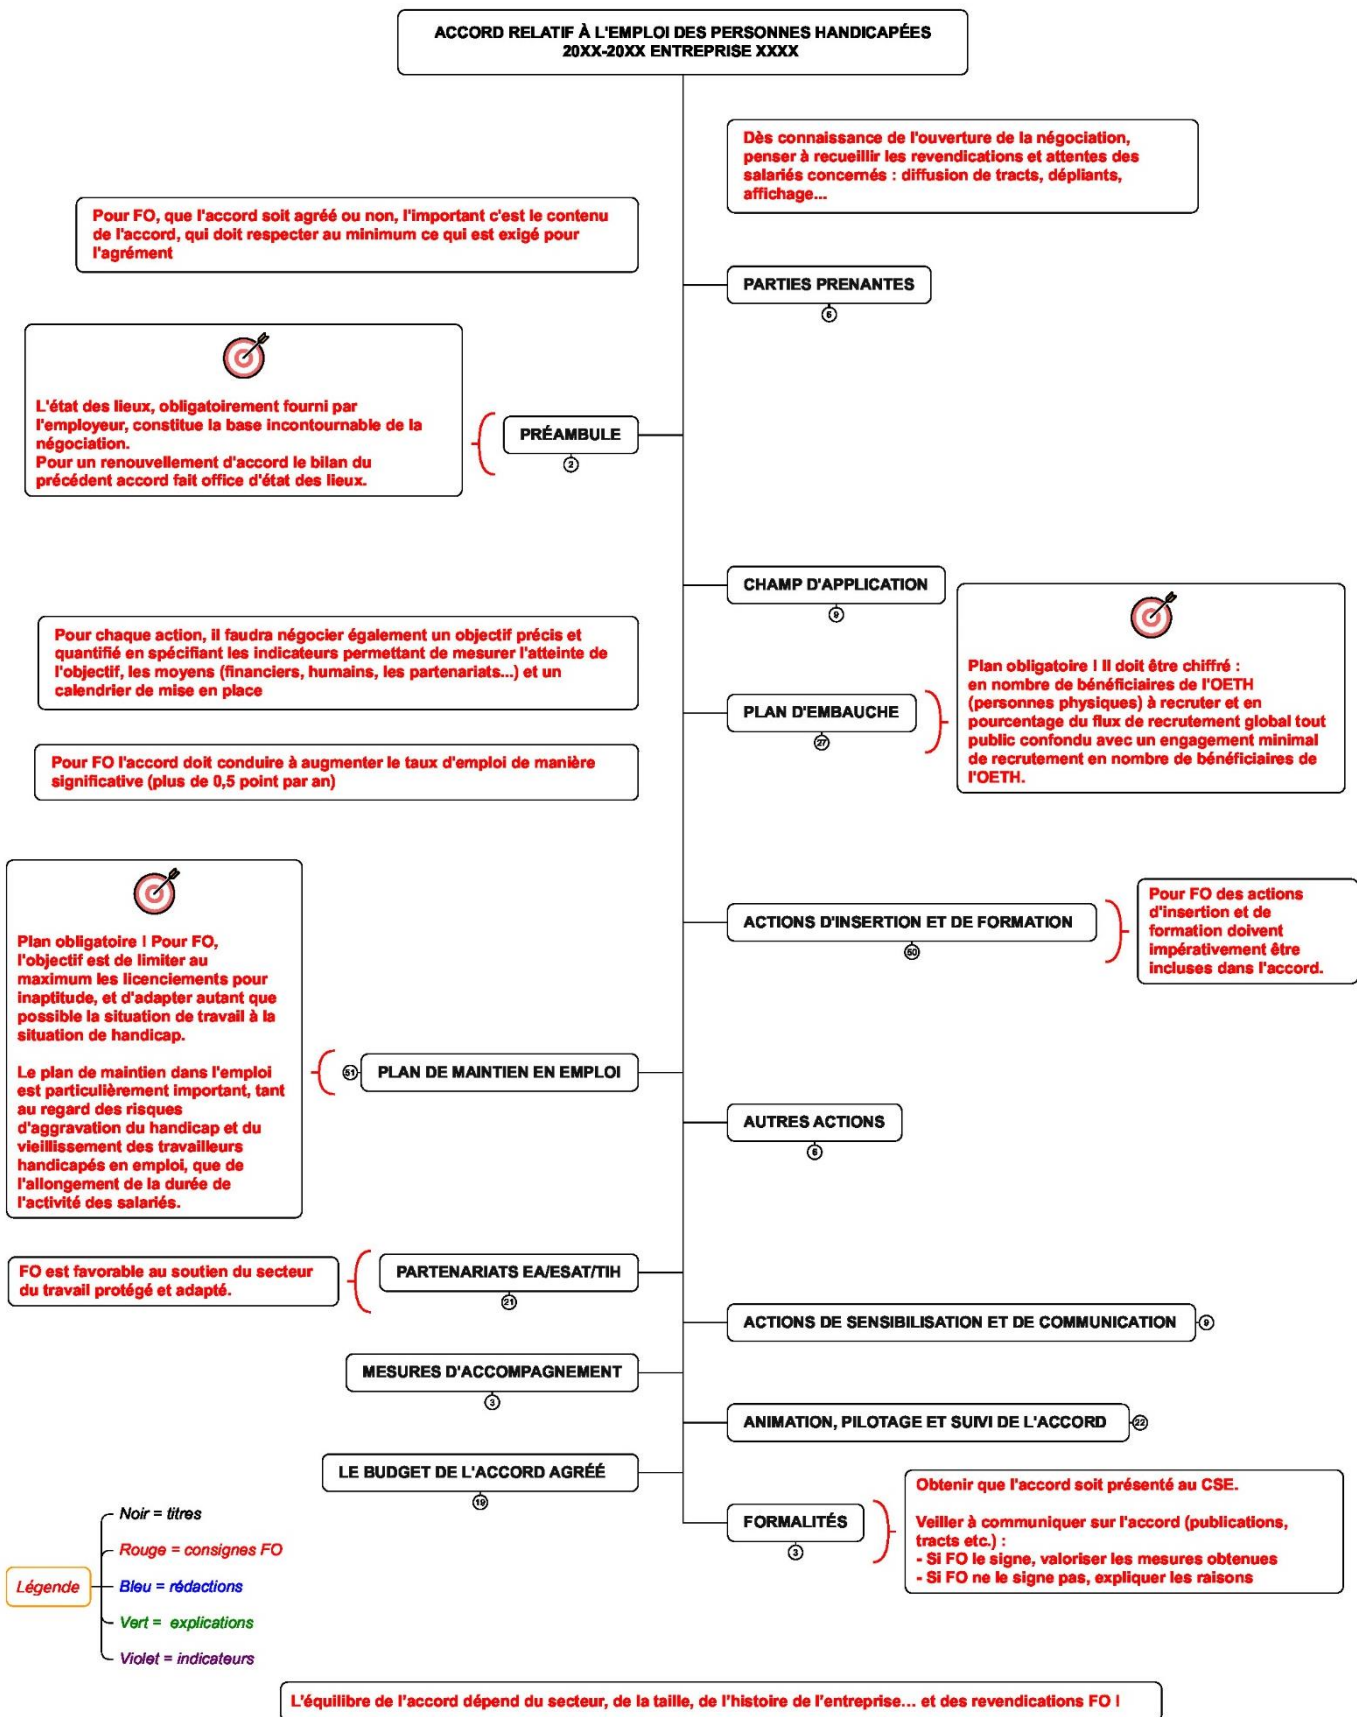 ACCORD RELATIF À L'EMPLOI DES PERSONNES HANDICAPÉES
20XX-20XX ENTREPRISE XXXX
Dès connaissance de l'ouverture de la négociation,
penser à recueillir les revendications et attentes des
salariés concernés : diffusion de tracts, dépliants,
affichage...
Pour FO, que l'accord soit agréé ou non, l'important c'est le contenu
de l'accord, qui doit respecter au minimum ce qui est exigé pour
l'agrément
PARTIES PRENANTES
L'état des lieux, obligatoirement fourni par
l'employeur, constitue la base incontournable de la
négociation.
Pour un renouvellement d'accord le bilan du
précédent accord fait office d'état des lieux.
PRÉAMBULE
2
CHAMP D'APPLICATION
9
Pour chaque action, il faudra négocier également un objectif précis et
quantifié en spécifiant les indicateurs permettant de mesurer l'atteinte de
l'objectif, les moyens (financiers, humains, les partenariats...) et un
calendrier de mise en place
PLAN D'EMBAUCHE
27
Plan obligatoire ! Il doit être chiffré :
en nombre de bénéficiaires de l'OETH
(personnes physiques) à recruter et en
pourcentage du flux de recrutement global tout
public confondu avec un engagement minimal
de recrutement en nombre de bénéficiaires de
l'OETH.
Pour FO l'accord doit conduire à augmenter le taux d'emploi de manière
significative (plus de 0,5 point par an)
ACTIONS D'INSERTION ET DE FORMATION
50
Pour FO des actions
d'insertion et de
formation doivent
impérativement être
incluses dans l'accord.
Plan obligatoire ! Pour FO,
l'objectif est de limiter au
maximum les licenciements pour
inaptitude, et d'adapter autant que
possible la situation de travail à la
situation de handicap.
Le plan de maintien dans l'emploi
est particulièrement important, tant
au regard des risques
d'aggravation du handicap et du
vieillissement des travailleurs
handicapés en emploi, que de
l'allongement de la durée de
l'activité des salariés.
51
PLAN DE MAINTIEN EN EMPLOI
AUTRES ACTIONS
FO est favorable au soutien du secteur
du travail protégé et adapté.
PARTENARIATS EA/ESAT/TIH
21
ACTIONS DE SENSIBILISATION ET DE COMMUNICATION
9
MESURES D'ACCOMPAGNEMENT
3
ANIMATION, PILOTAGE ET SUIVI DE L'ACCORD
22
LE BUDGET DE L'ACCORD AGRÉÉ
19
FORMALITÉS
3
Obtenir que l'accord soit présenté au CSE.
Veiller à communiquer sur l'accord (publications,
tracts etc.) :
- Si FO le signe, valoriser les mesures obtenues
- Si FO ne le signe pas, expliquer les raisons
Légende
Noir = titres
Rouge = consignes FO
Bleu = rédactions
Vert = explications
Violet = indicateurs
L'équilibre de l'accord dépend du secteur, de la taille, de l'histoire de l'entreprise... et des revendications FO !